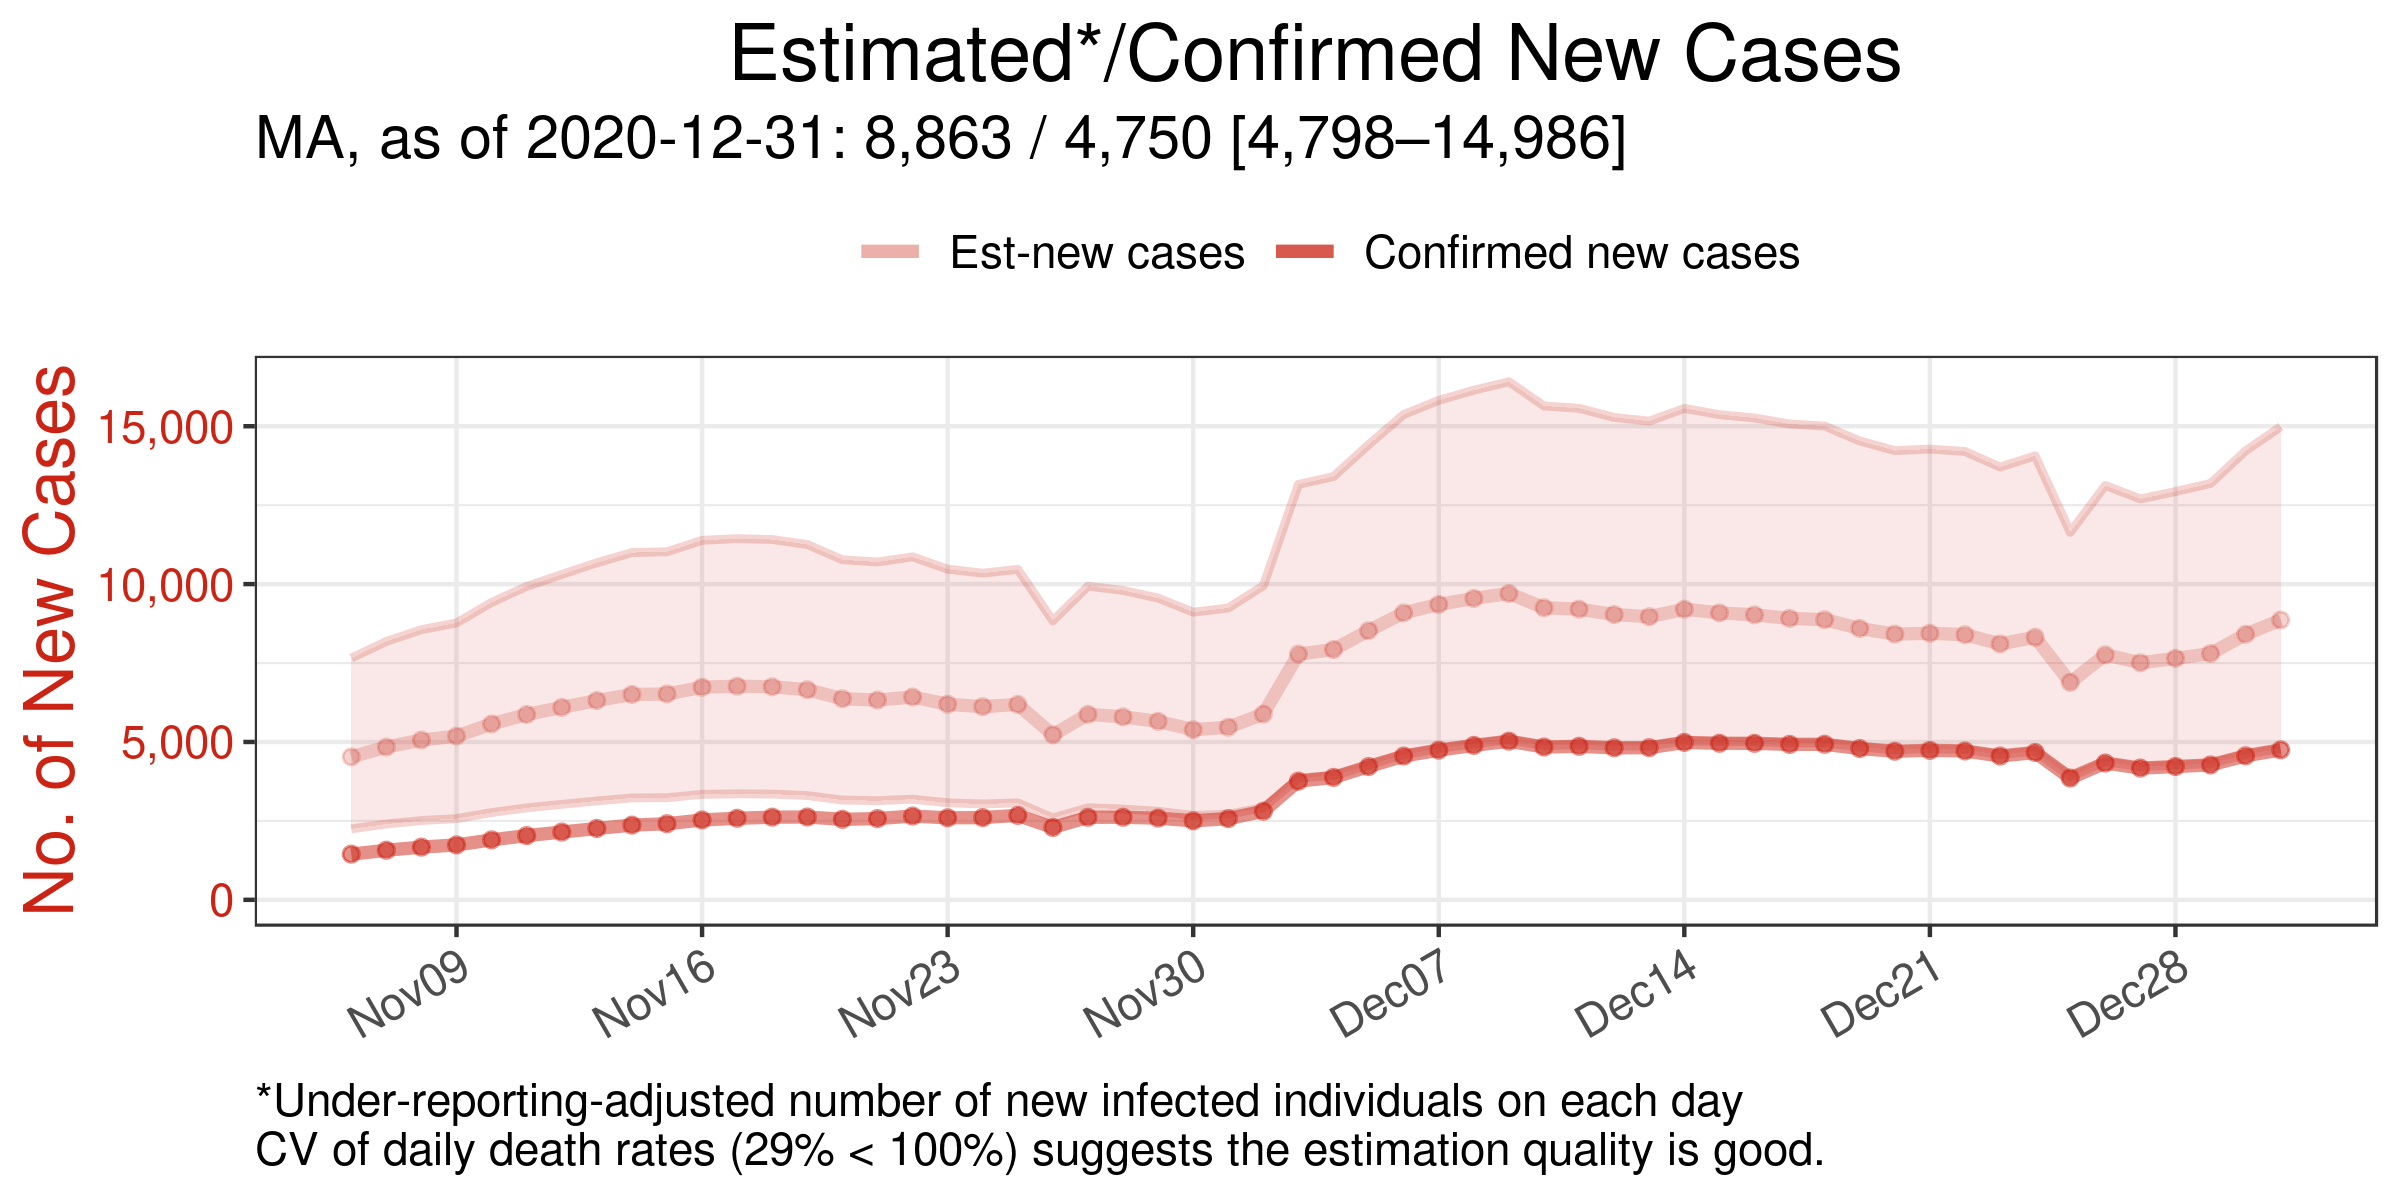 Estimated*/Confirmed New Cases
MA, as of 2020-12-31: 8,863 / 4,750 [4,798–14,986]
Est-new cases Confirmed new cases
No. of New Cases
15,000
10,000
5,000
0
Nov09 Nov16 Nov23 Nov30 Dec07 Dec14 Dec21 Dec28
*Under-reporting-adjusted number of new infected individuals on each day
CV of daily death rates (29% < 100%) suggests the estimation quality is good.